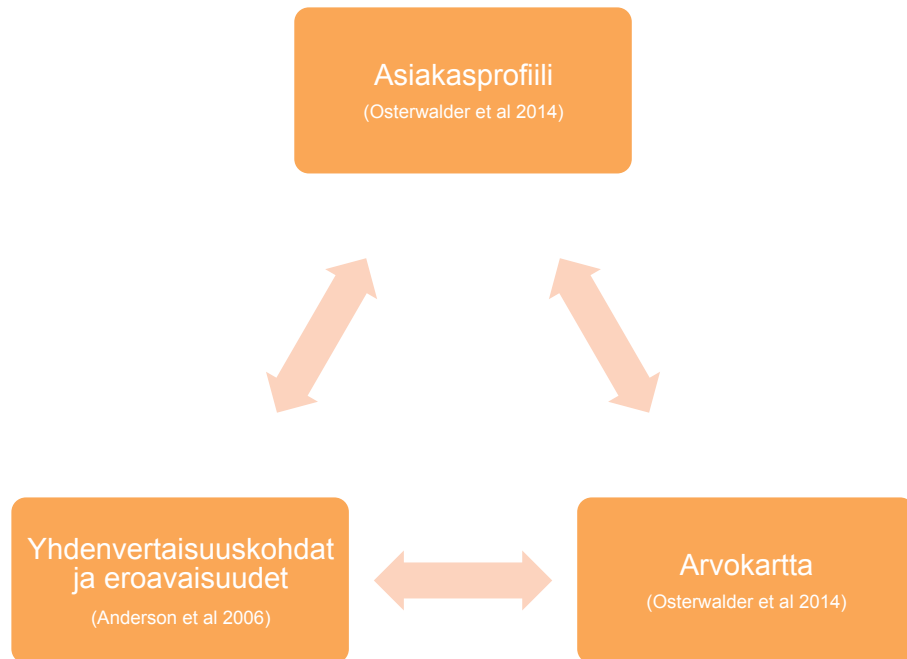 Asiakasprofiili
(Osterwalder et al 2014)
Yhdenvertaisuuskohdat
ja eroavaisuudet
(Anderson et al 2006)
Arvokartta
(Osterwalder et al 2014)